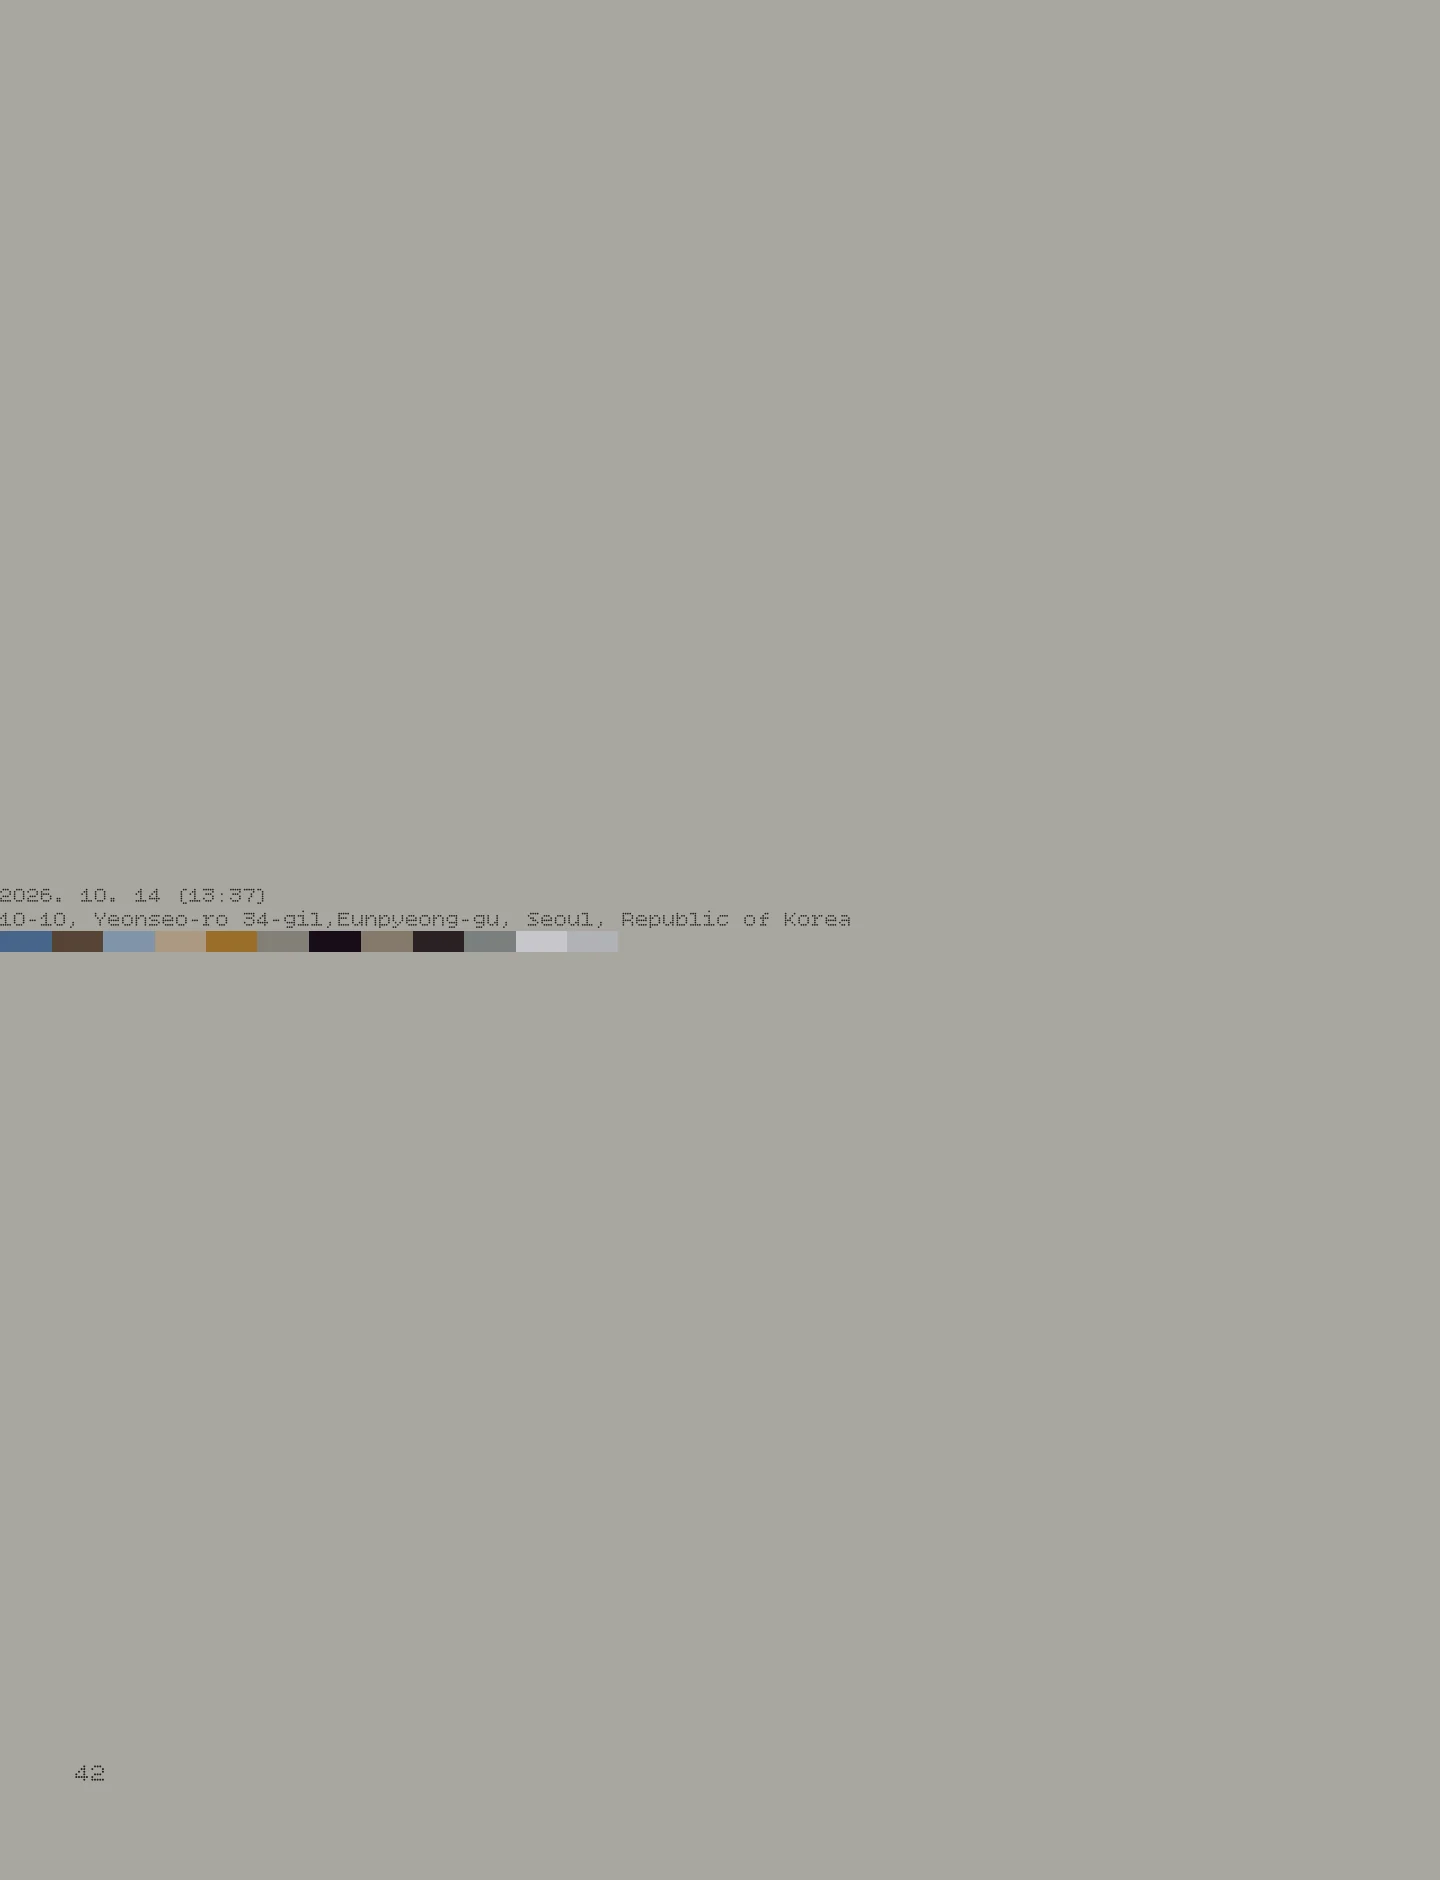 2026. 10. 14 (13:37)
10-10, Yeonseo-ro 34-gil,Eunpyeong-gu, Seoul, Republic of Korea
42